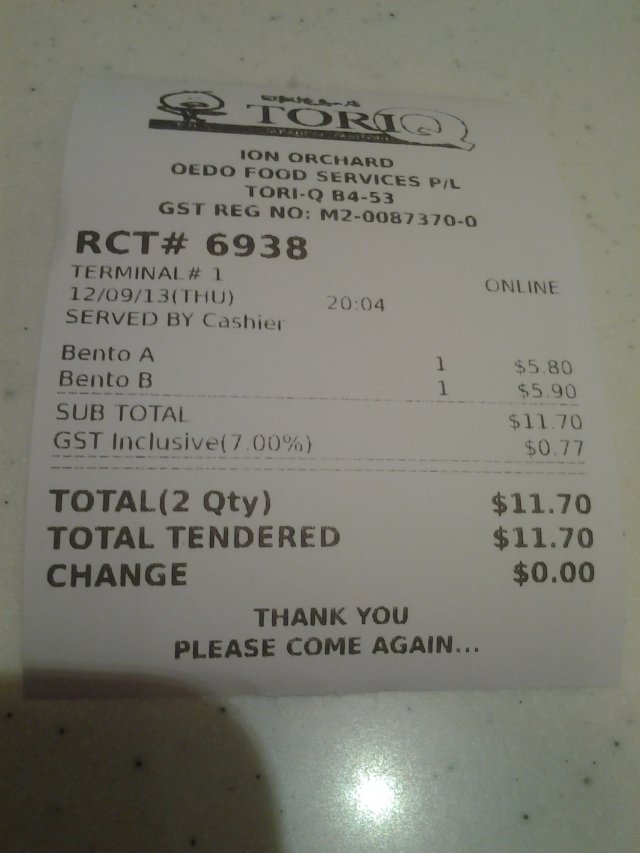 TORIQ
ION ORCHARD
OEDO FOOD SERVICES P/L
TORI-Q B4-53
GST REG NO: M2-0087370-0
RCT# 6938
TERMINAL# 1 ONLINE
12/09/13(THU) 20:04
SERVED BY Cashier
Bento A 1 $5.80
Bento B 1 $5.90
SUB TOTAL $11.70
GST Inclusive(7.00%) $0.77
TOTAL(2 Qty) $11.70
TOTAL TENDERED $11.70
CHANGE $0.00
THANK YOU
PLEASE COME AGAIN...